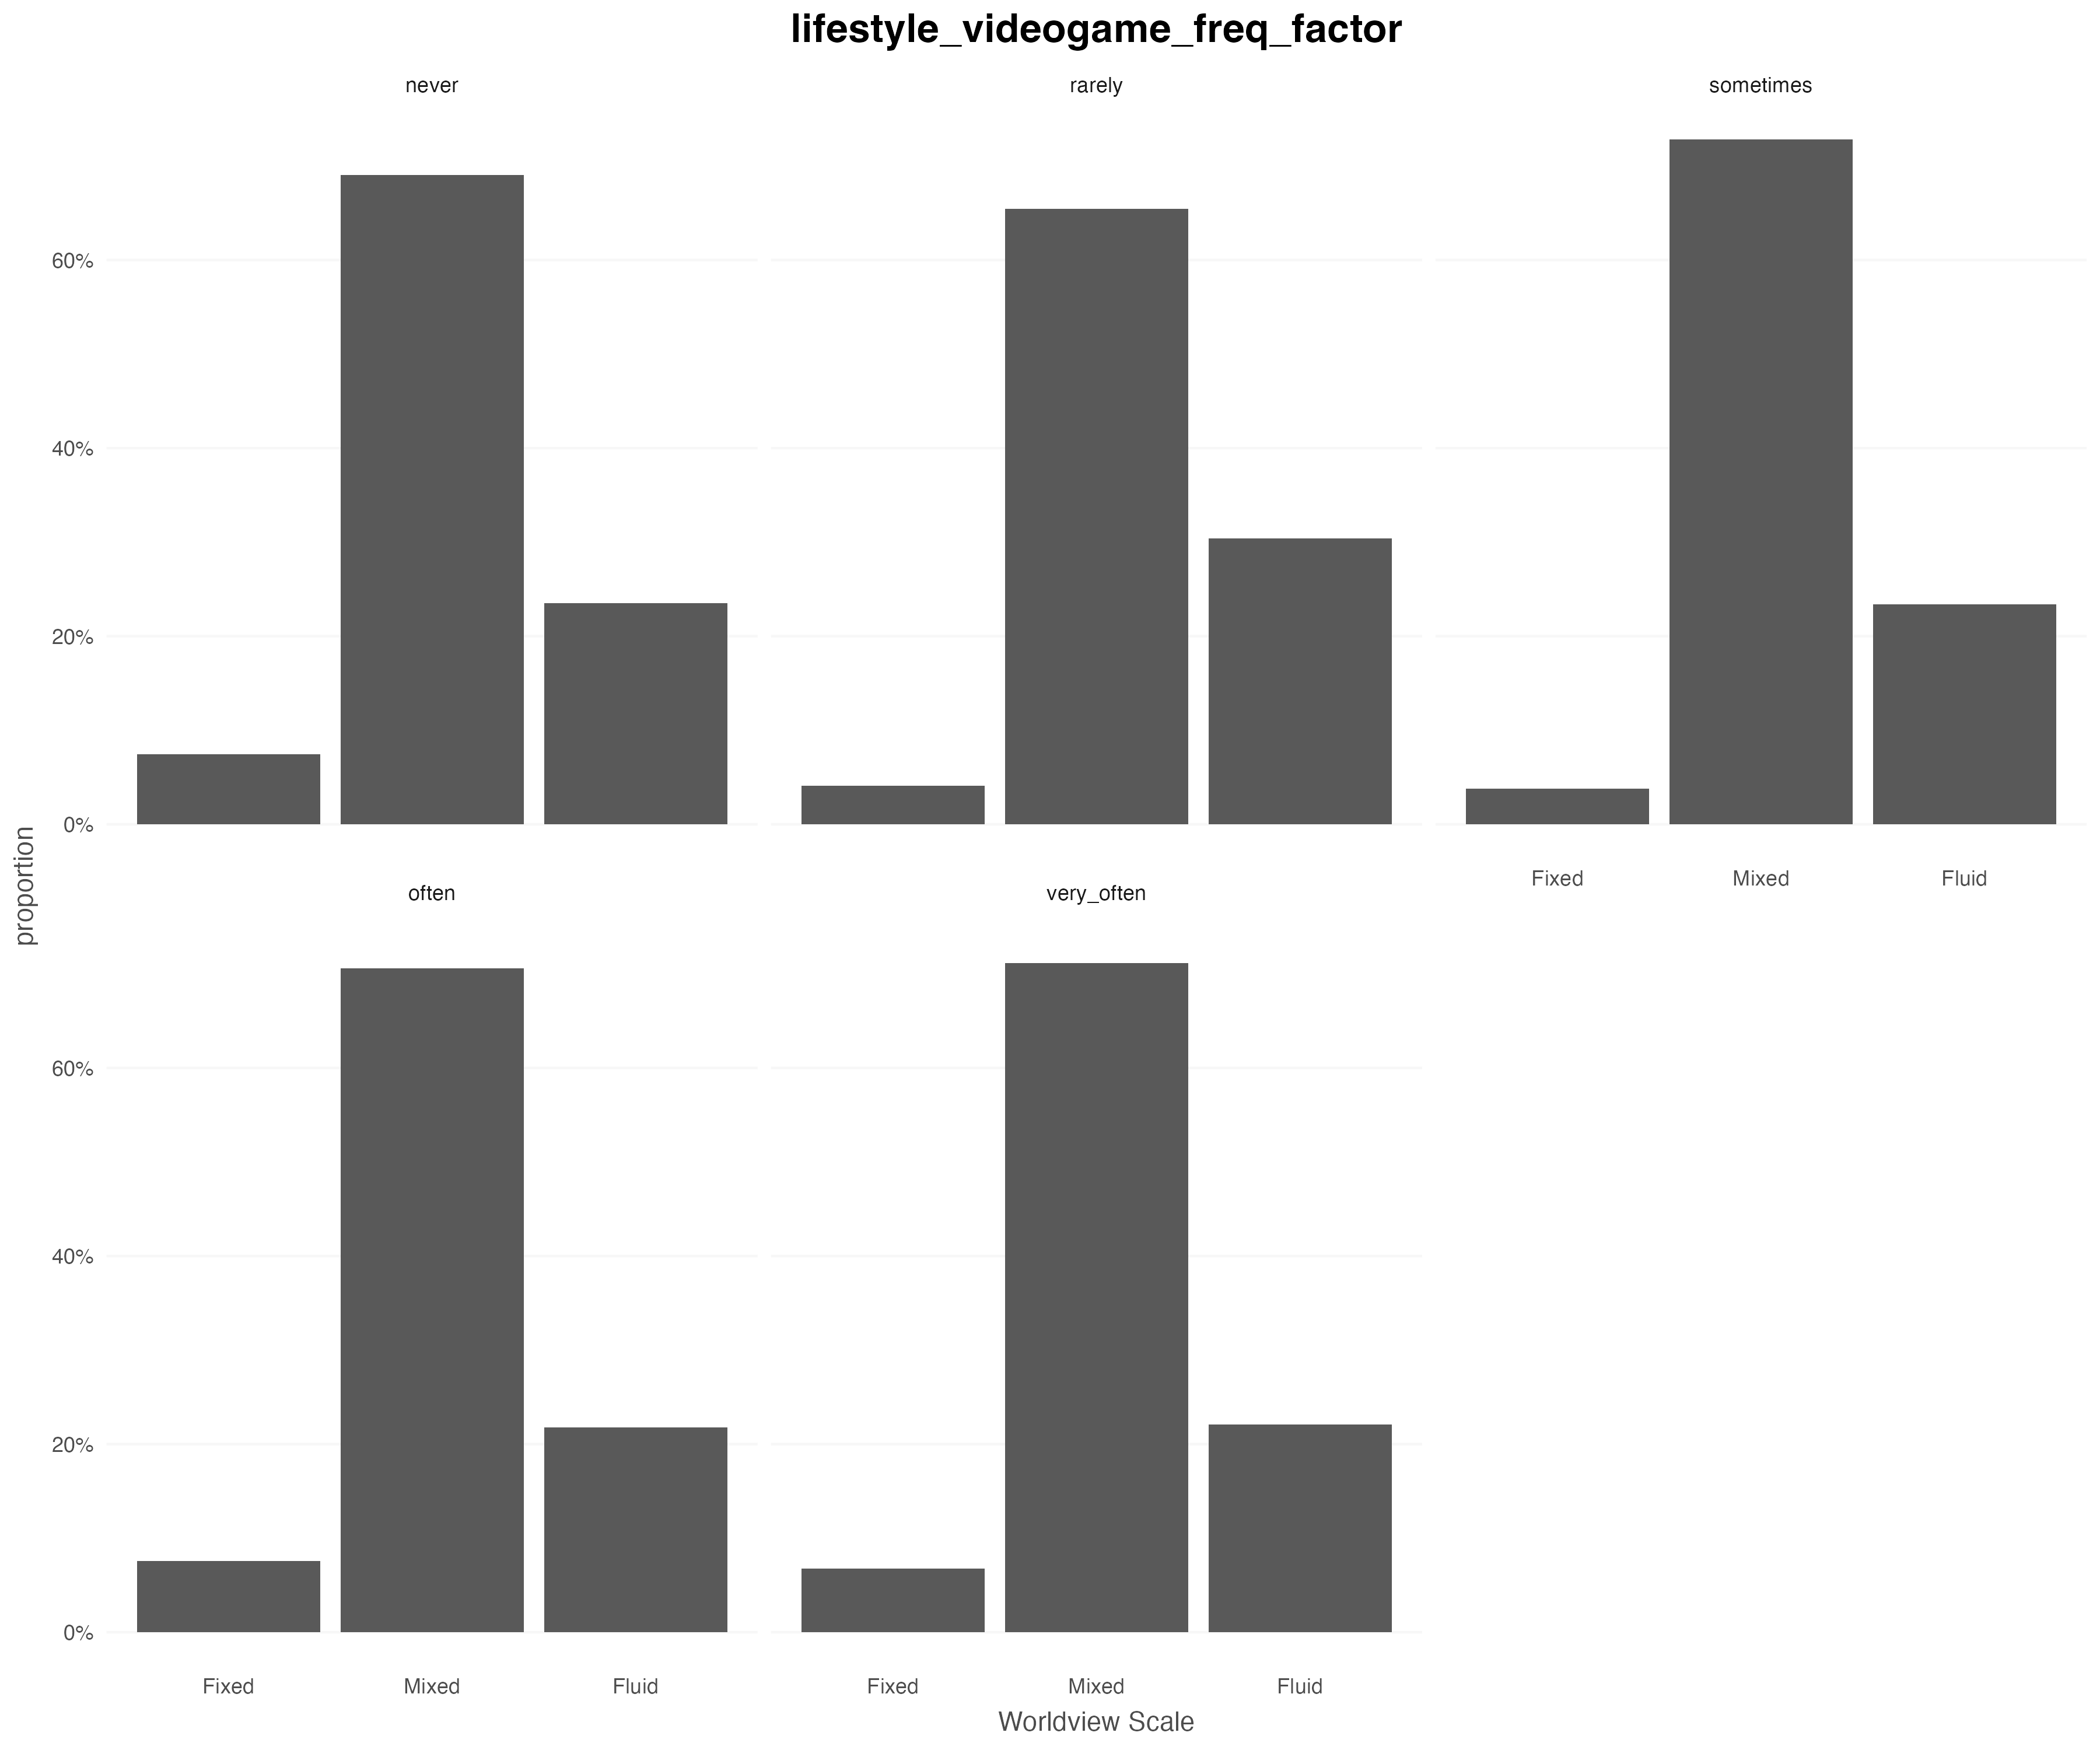 lifestyle_videogame_freq_factor
never
rarely
sometimes
60%
40%
20%
0%
Fixed
Mixed
Fluid
often
very_often
60%
40%
20%
0%
Fixed
Mixed
Fluid
Fixed
Mixed
Fluid
Worldview Scale
proportion